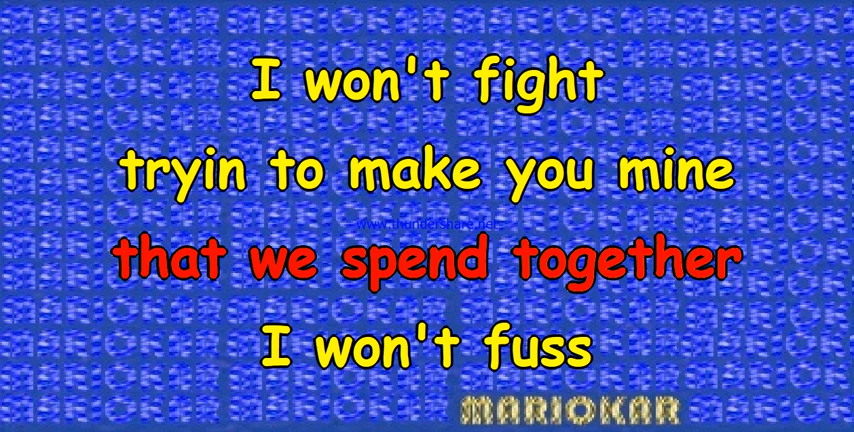 I won't fight
tryin to make you mine
www.thundershare.net
that we spend together
I won't fuss
MARIOKAR